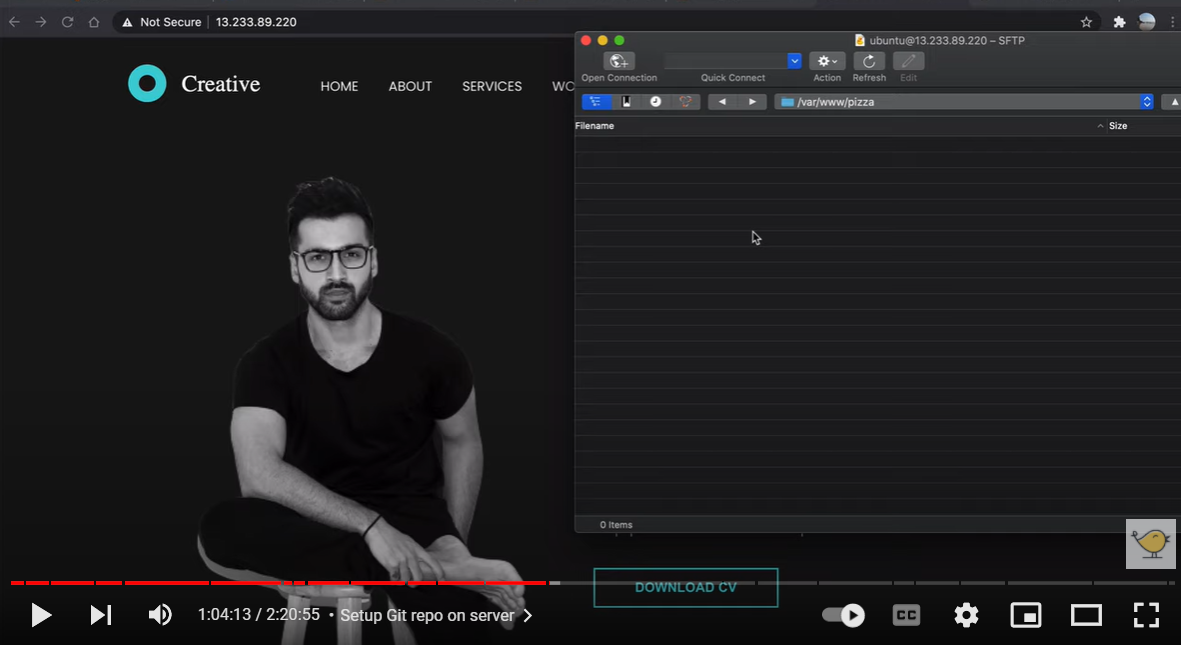 Not Secure | 13.233.89.220
ubuntu@13.233.89.220 – SFTP
Open Connection
Quick Connect
Action
Refresh
Edit
Creative
HOME
ABOUT
SERVICES
WO
/var/www/pizza
Filename
Size
0 Items
DOWNLOAD CV
1:04:13 / 2:20:55 • Setup Git repo on server
CC